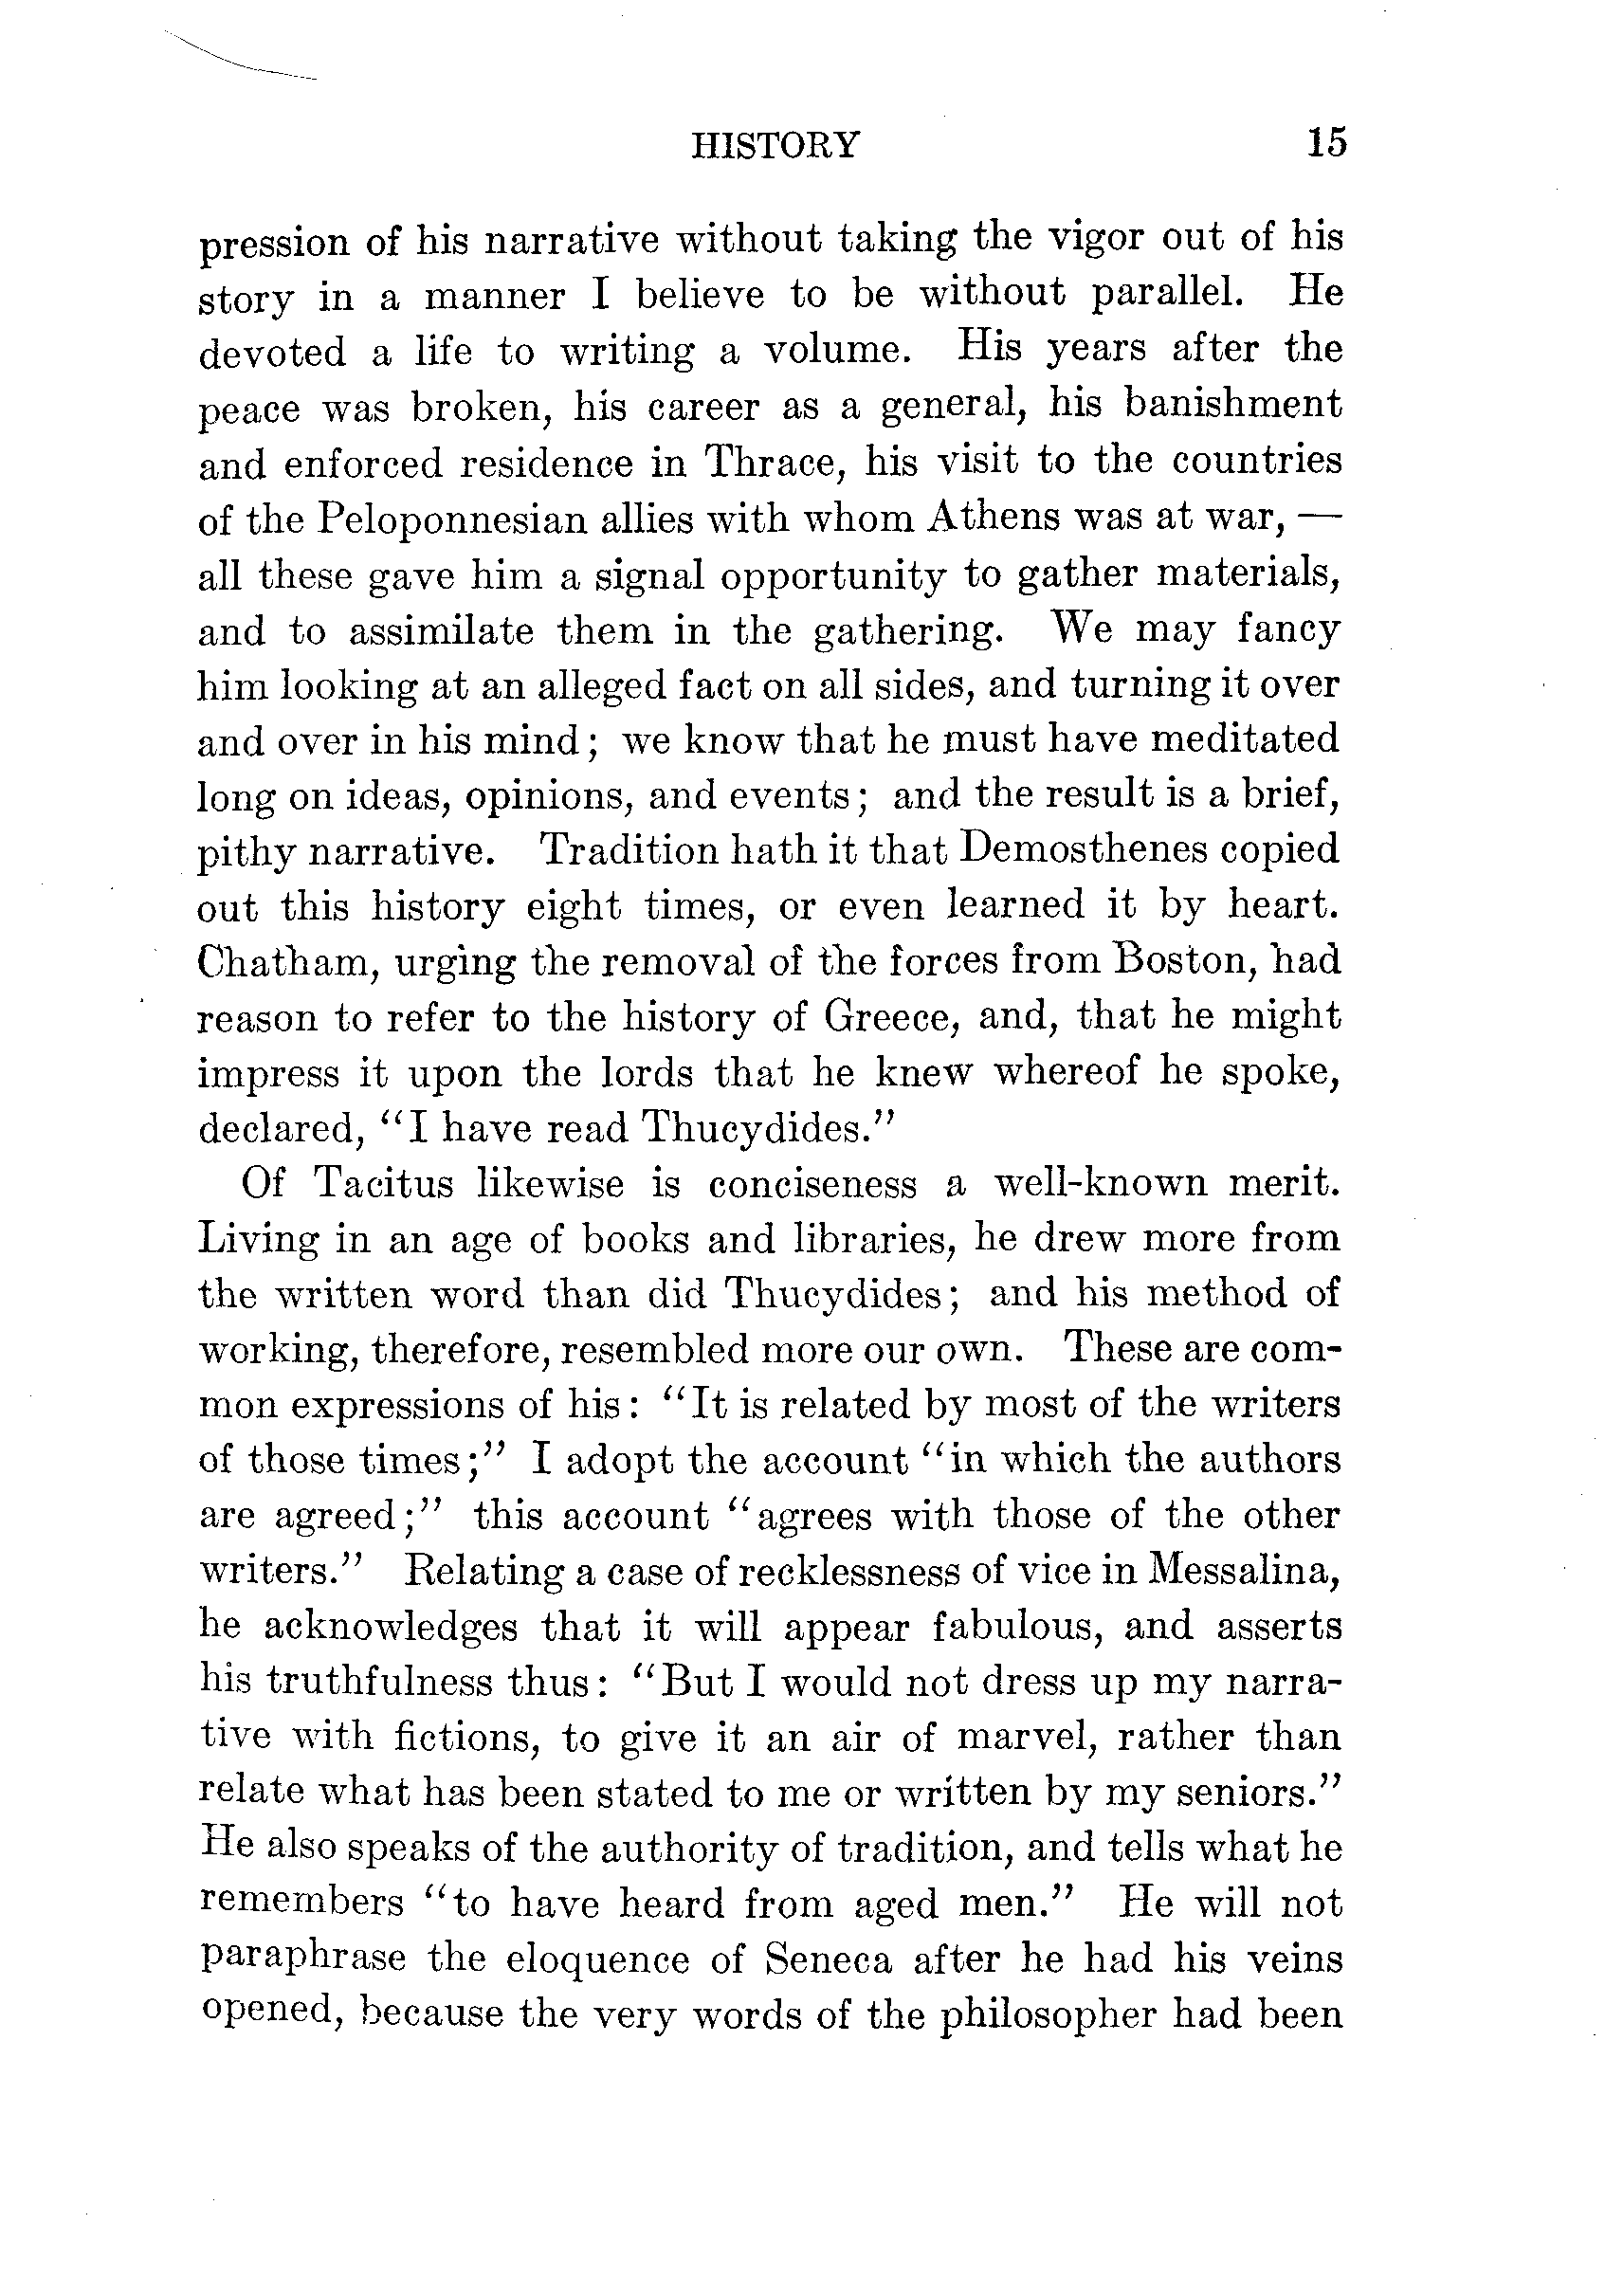 HISTORY 15
pression of his narrative without taking the vigor out of his
story in a manner I believe to be without parallel. He
devoted a life to writing a volume. His years after the
peace was broken, his career as a general, his banishment
and enforced residence in Thrace, his visit to the countries
of the Peloponnesian allies with whom Athens was at war, —
all these gave him a signal opportunity to gather materials,
and to assimilate them in the gathering. We may fancy
him looking at an alleged fact on all sides, and turning it over
and over in his mind; we know that he must have meditated
long on ideas, opinions, and events; and the result is a brief,
pithy narrative. Tradition hath it that Demosthenes copied
out this history eight times, or even learned it by heart.
Chatham, urging the removal of the forces from Boston, had
reason to refer to the history of Greece, and, that he might
impress it upon the lords that he knew whereof he spoke,
declared, "I have read Thucydides."
Of Tacitus likewise is conciseness a well-known merit.
Living in an age of books and libraries, he drew more from
the written word than did Thucydides; and his method of
working, therefore, resembled more our own. These are com-
mon expressions of his: "It is related by most of the writers
of those times;" I adopt the account "in which the authors
are agreed;" this account "agrees with those of the other
writers." Relating a case of recklessness of vice in Messalina,
he acknowledges that it will appear fabulous, and asserts
his truthfulness thus: "But I would not dress up my narra-
tive with fictions, to give it an air of marvel, rather than
relate what has been stated to me or written by my seniors."
He also speaks of the authority of tradition, and tells what he
remembers "to have heard from aged men." He will not
paraphrase the eloquence of Seneca after he had his veins
opened, because the very words of the philosopher had been